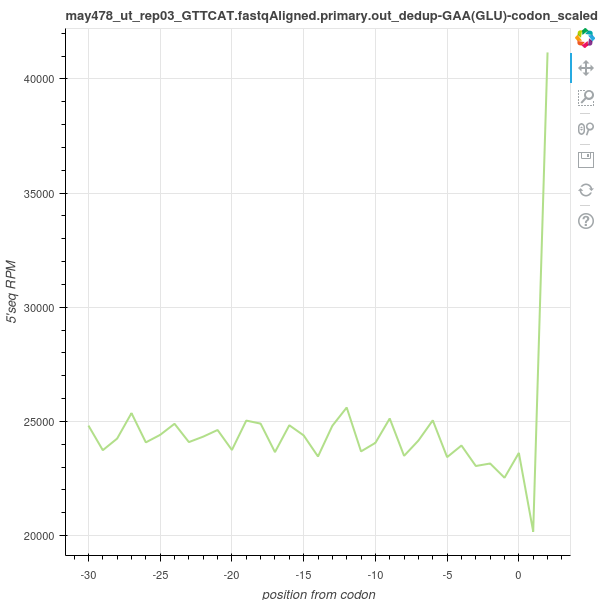 may478_ut_rep03_GTTCAT.fastqAligned.primary.out_dedup-GAA(GLU)-codon_scaled
40000
35000
30000
25000
20000
5'seq RPM
-30 -25 -20 -15 -10 -5 0
position from codon